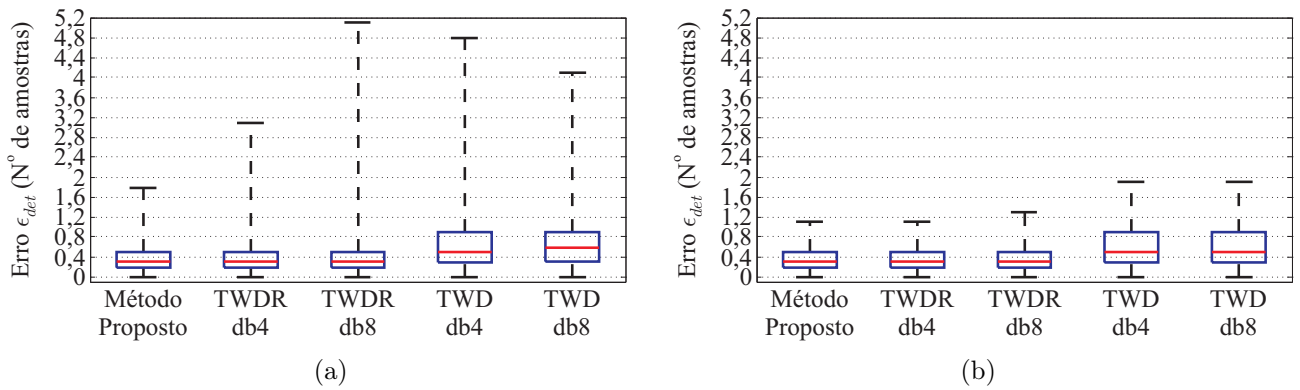 Erro ϵdet (Nº de amostras)
5,2
4,8
4,4
4
3,6
3,2
2,8
2,4
2
1,6
1,2
0,8
0,4
0
Método Proposto
TWDR db4
TWDR db8
TWD db4
TWD db8
(a)
Erro ϵdet (Nº de amostras)
5,2
4,8
4,4
4
3,6
3,2
2,8
2,4
2
1,6
1,2
0,8
0,4
0
Método Proposto
TWDR db4
TWDR db8
TWD db4
TWD db8
(b)